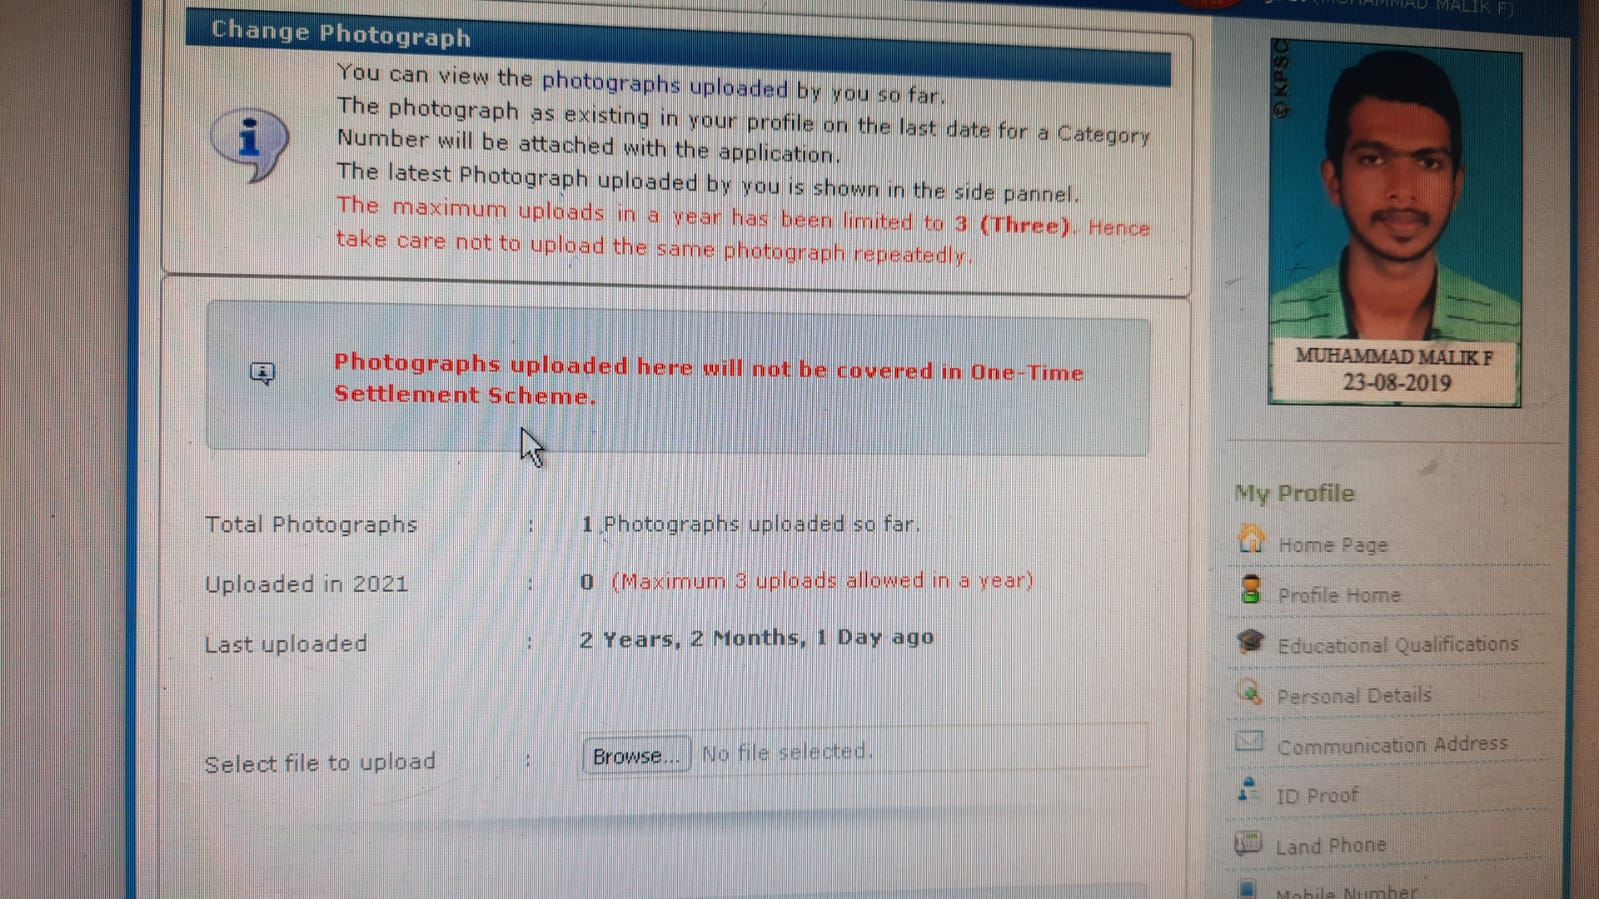 (MUHAMMAD MALIK F)
Change Photograph
You can view the photographs uploaded by you so far.
The photograph as existing in your profile on the last date for a Category
Number will be attached with the application.
The latest Photograph uploaded by you is shown in the side pannel.
The maximum uploads in a year has been limited to 3 (Three). Hence
take care not to upload the same photograph repeatedly.
Photographs uploaded here will not be covered in One-Time
Settlement Scheme.
Total Photographs : 1 Photographs uploaded so far.
Uploaded in 2021 : 0 (Maximum 3 uploads allowed in a year)
Last uploaded : 2 Years, 2 Months, 1 Day ago
Select file to upload : Browse... No file selected.
© KPSC
MUHAMMAD MALIK F
23-08-2019
My Profile
Home Page
Profile Home
Educational Qualifications
Personal Details
Communication Address
ID Proof
Land Phone
Mobile Number